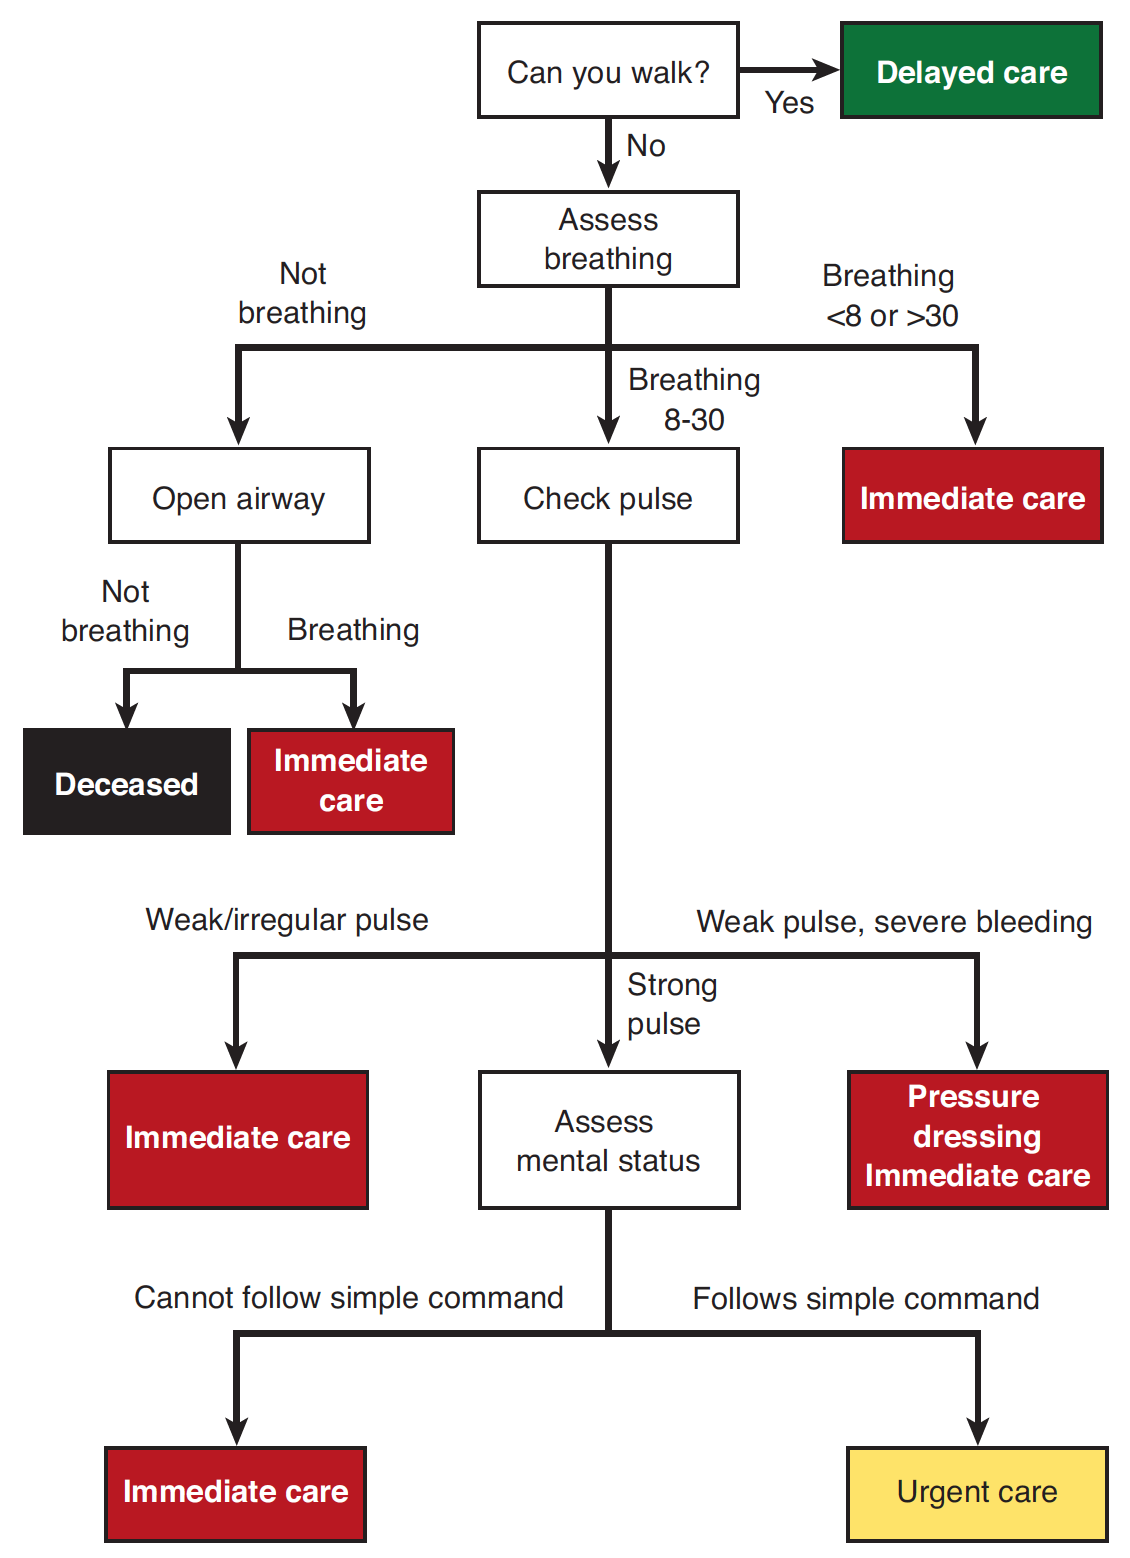 Can you walk?
Yes
Delayed care
No
Assess
breathing
Not
breathing
Breathing
<8 or >30
Breathing
8-30
Open airway
Check pulse
Immediate care
Not
breathing
Breathing
Deceased
Immediate
care
Weak/irregular pulse
Weak pulse, severe bleeding
Strong
pulse
Immediate care
Assess
mental status
Pressure
dressing
Immediate care
Cannot follow simple command
Follows simple command
Immediate care
Urgent care